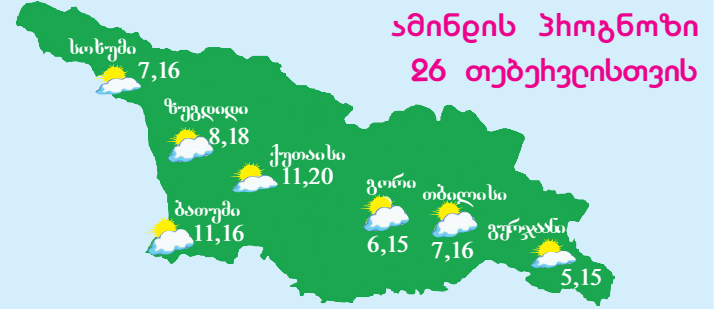 ამინდის პროგნოზი
26 თებერვლისთვის
სოხუმი
7,16
ზუგდიდი
8,18
ქუთაისი
11,20
ბათუმი
11,16
გორი
6,15
თბილისი
7,16
გურჯაანი
5,15